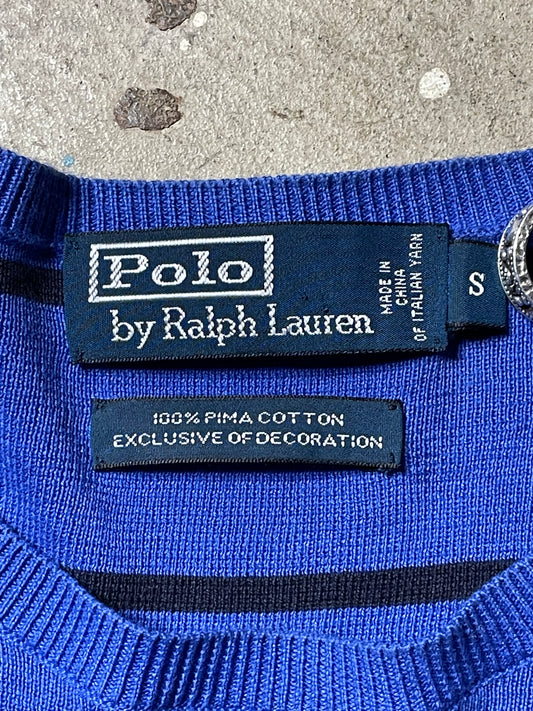 Polo
by Ralph Lauren
MADE IN
CHINA
OF ITALIAN YARN
S
100% PIMA COTTON
EXCLUSIVE OF DECORATION